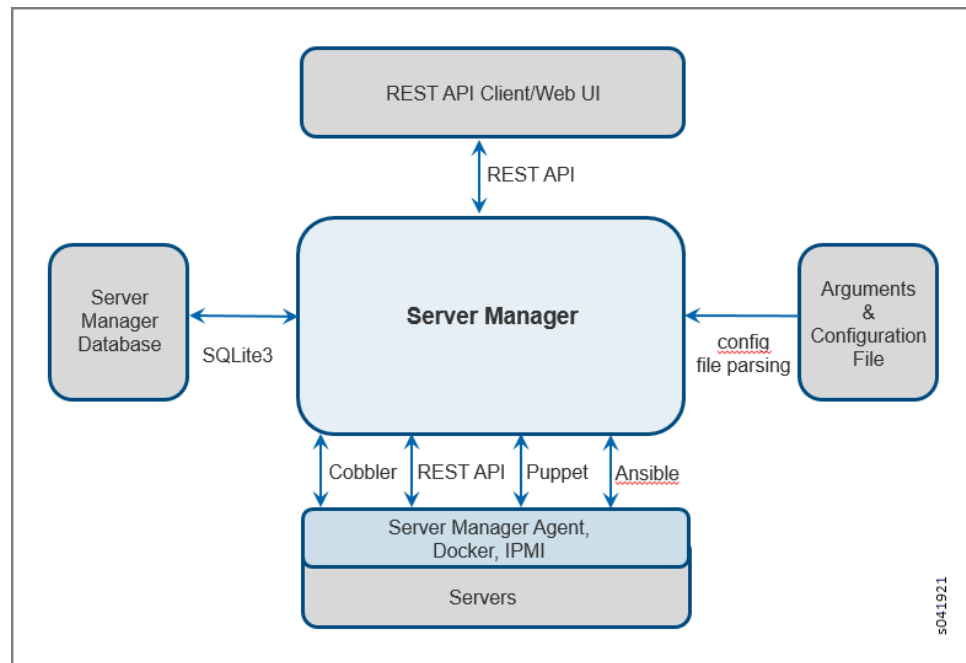 REST API Client/Web UI
REST API
Server
Manager
Database
SQLite3
Server Manager
config
file parsing
Arguments
&
Configuration
File
Cobbler
REST API
Puppet
Ansible
Server Manager Agent,
Docker, IPMI
Servers
s041921